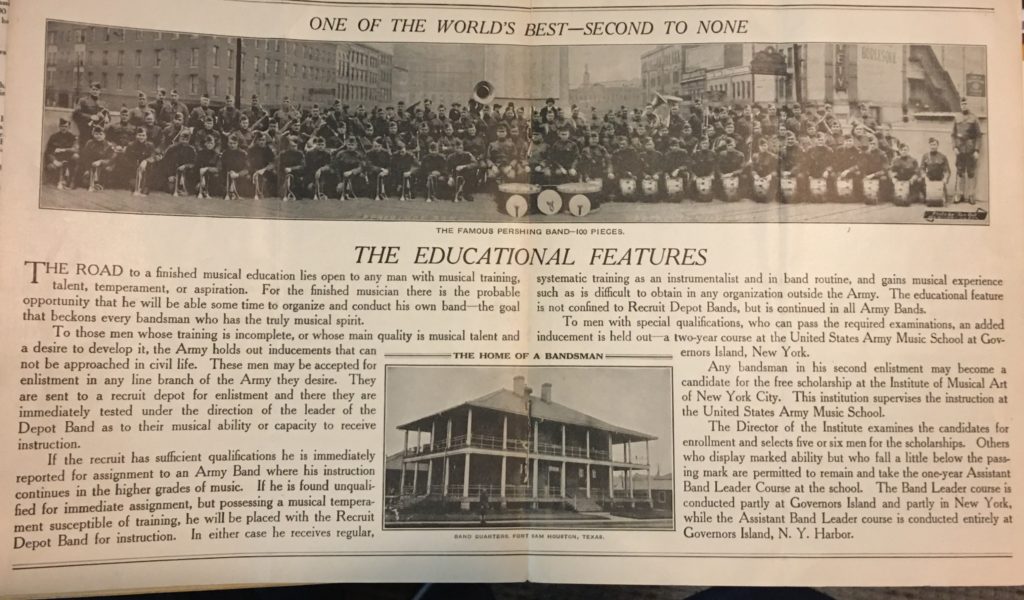 ONE OF THE WORLD'S BEST—SECOND TO NONE
BURLESQUE
THE FAMOUS PERSHING BAND—100 PIECES.
THE EDUCATIONAL FEATURES
THE ROAD to a finished musical education lies open to any man with musical training,
talent, temperament, or aspiration. For the finished musician there is the probable
opportunity that he will be able some time to organize and conduct his own band—the goal
that beckons every bandsman who has the truly musical spirit.
To those men whose training is incomplete, or whose main quality is musical talent and
a desire to develop it, the Army holds out inducements that can
not be approached in civil life. These men may be accepted for
enlistment in any line branch of the Army they desire. They
are sent to a recruit depot for enlistment and there they are
immediately tested under the direction of the leader of the
Depot Band as to their musical ability or capacity to receive
instruction.
If the recruit has sufficient qualifications he is immediately
reported for assignment to an Army Band where his instruction
continues in the higher grades of music. If he is found unquali-
fied for immediate assignment, but possessing a musical tempera-
ment susceptible of training, he will be placed with the Recruit
Depot Band for instruction. In either case he receives regular,
systematic training as an instrumentalist and in band routine, and gains musical experience
such as is difficult to obtain in any organization outside the Army. The educational feature
is not confined to Recruit Depot Bands, but is continued in all Army Bands.
To men with special qualifications, who can pass the required examinations, an added
inducement is held out—a two-year course at the United States Army Music School at Gov-
ernors Island, New York.
Any bandsman in his second enlistment may become a
candidate for the free scholarship at the Institute of Musical Art
of New York City. This institution supervises the instruction at
the United States Army Music School.
The Director of the Institute examines the candidates for
enrollment and selects five or six men for the scholarships. Others
who display marked ability but who fall a little below the pass-
ing mark are permitted to remain and take the one-year Assistant
Band Leader Course at the school. The Band Leader course is
conducted partly at Governors Island and partly in New York,
while the Assistant Band Leader course is conducted entirely at
Governors Island, N. Y. Harbor.
THE HOME OF A BANDSMAN
BAND QUARTERS, FORT SAM HOUSTON, TEXAS.